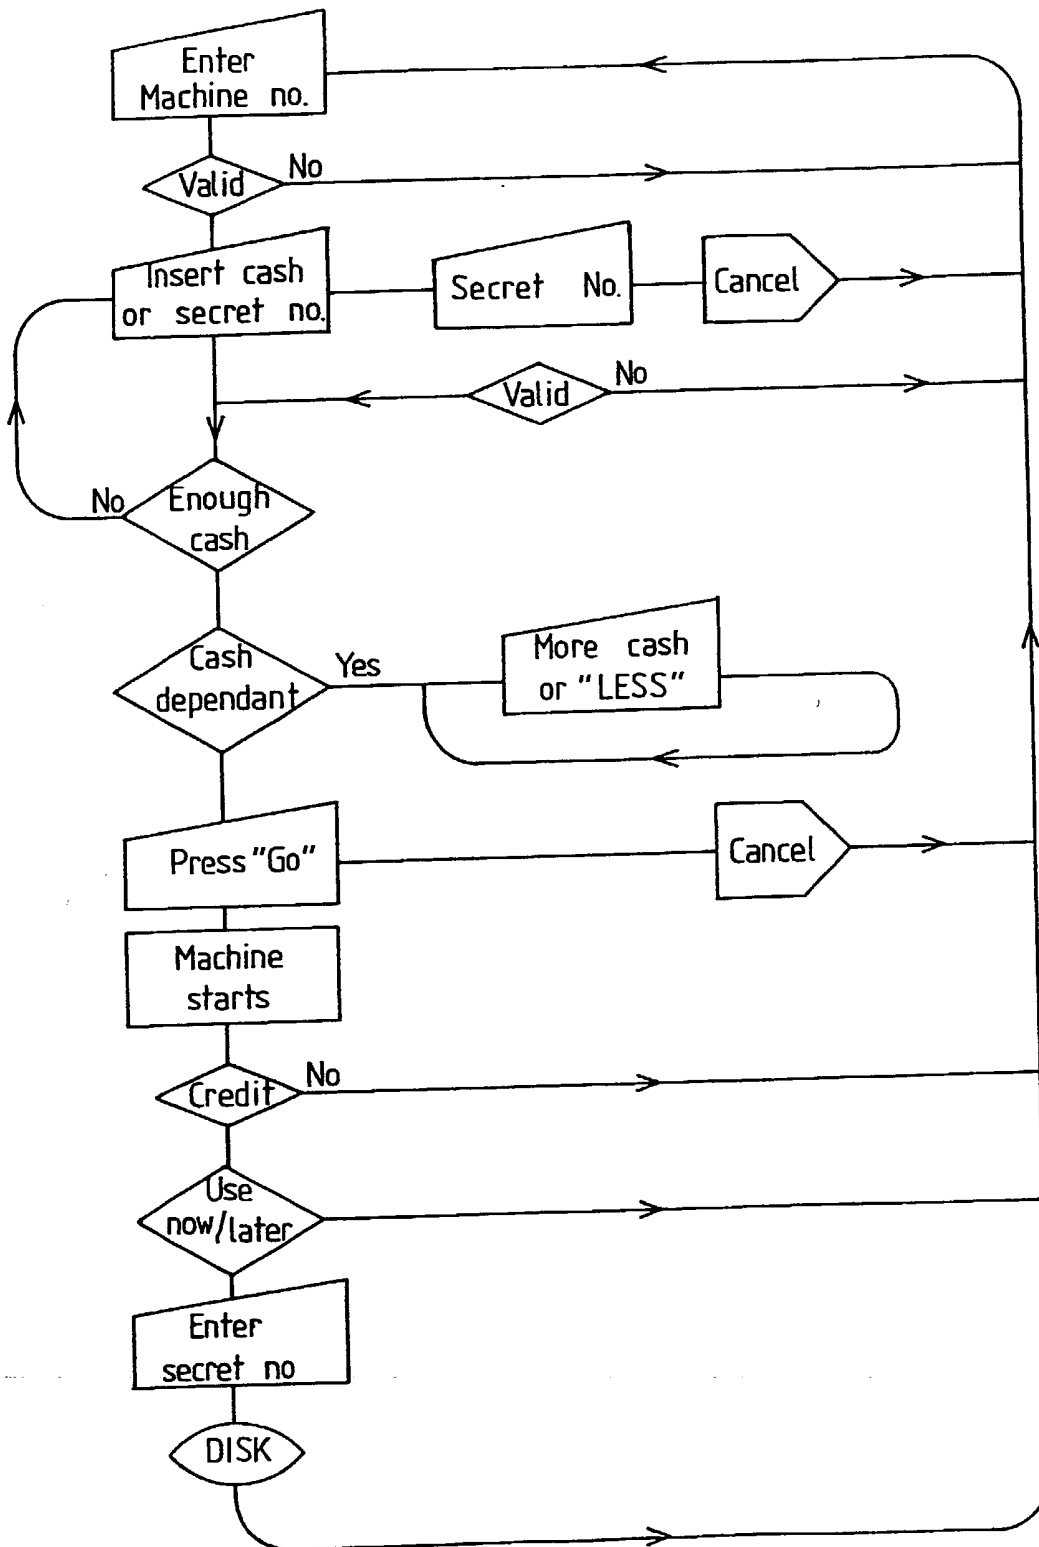 Enter
Machine no.
Valid
No
Insert cash
or secret no.
Secret No.
Cancel
Valid
No
Enough
cash
No
Cash
dependant
Yes
More cash
or "LESS"
Press "Go"
Cancel
Machine
starts
Credit
No
Use
now/later
Enter
secret no
DISK